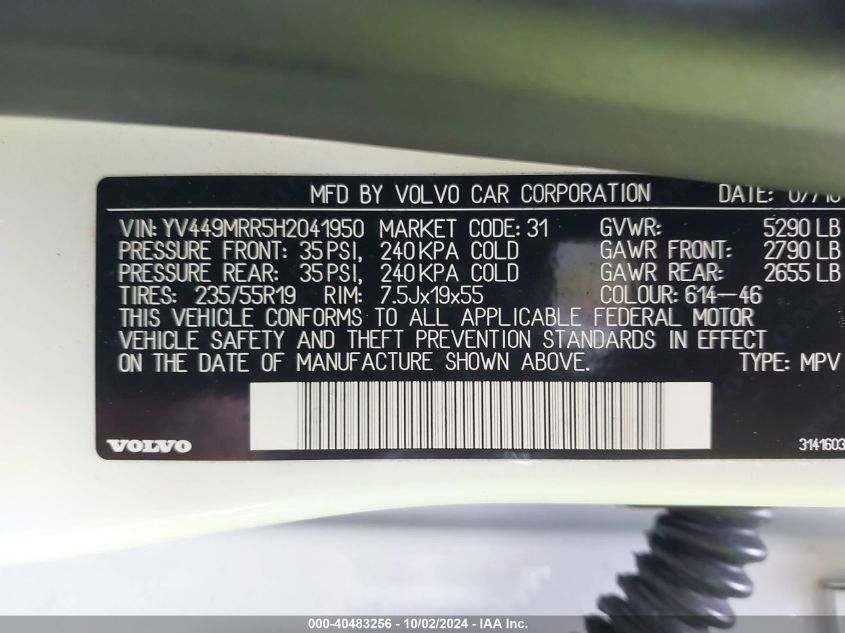 MFD BY VOLVO CAR CORPORATION DATE:
VIN: YV449MRR5H2041950 MARKET CODE: 31 GVWR: 5290 LB
PRESSURE FRONT: 35 PSI, 240 KPA COLD GAWR FRONT: 2790 LB
PRESSURE REAR: 35 PSI, 240 KPA COLD GAWR REAR: 2655 LB
TIRES: 235/55R19 RIM: 7.5Jx19x55 COLOUR: 614-46
THIS VEHICLE CONFORMS TO ALL APPLICABLE FEDERAL MOTOR
VEHICLE SAFETY AND THEFT PREVENTION STANDARDS IN EFFECT
ON THE DATE OF MANUFACTURE SHOWN ABOVE. TYPE: MPV
VOLVO 3141603
000-40483256 - 10/02/2024 - IAA Inc.